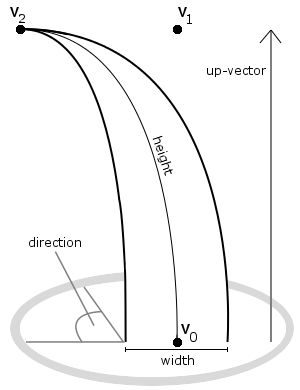 v2
v1
up-vector
height
direction
v0
width